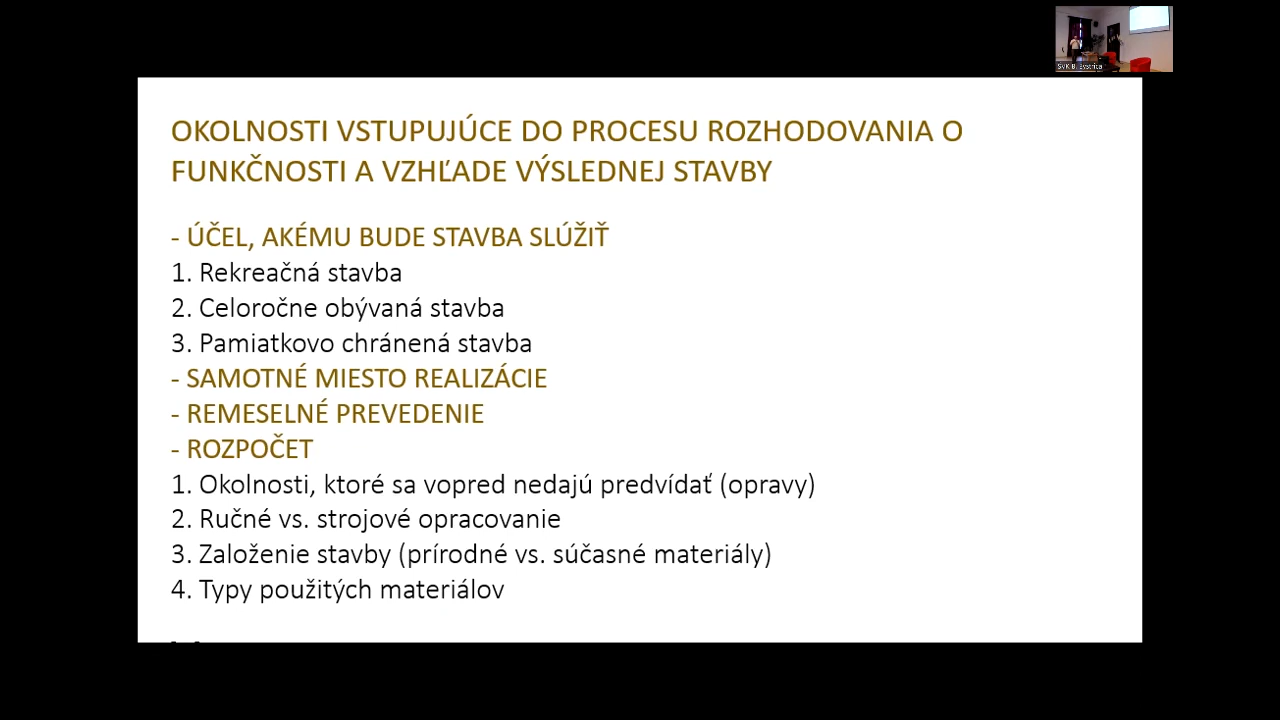 SVK B. Bystrica
OKOLNOSTI VSTUPUJÚCE DO PROCESU ROZHODOVANIA O
FUNKČNOSTI A VZHĽADE VÝSLEDNEJ STAVBY
- ÚČEL, AKÉMU BUDE STAVBA SLÚŽIŤ
1. Rekreačná stavba
2. Celoročne obývaná stavba
3. Pamiatkovo chránená stavba
- SAMOTNÉ MIESTO REALIZÁCIE
- REMESELNÉ PREVEDENIE
- ROZPOČET
1. Okolnosti, ktoré sa vopred nedajú predvídať (opravy)
2. Ručné vs. strojové opracovanie
3. Založenie stavby (prírodné vs. súčasné materiály)
4. Typy použitých materiálov